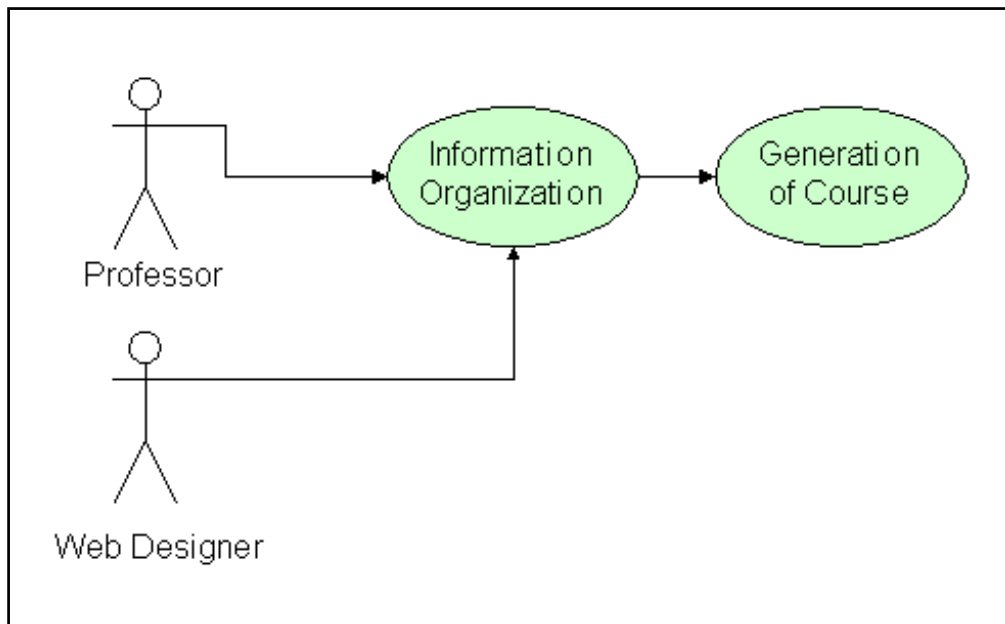 Information
Organization
Generation
of Course
Professor
Web Designer